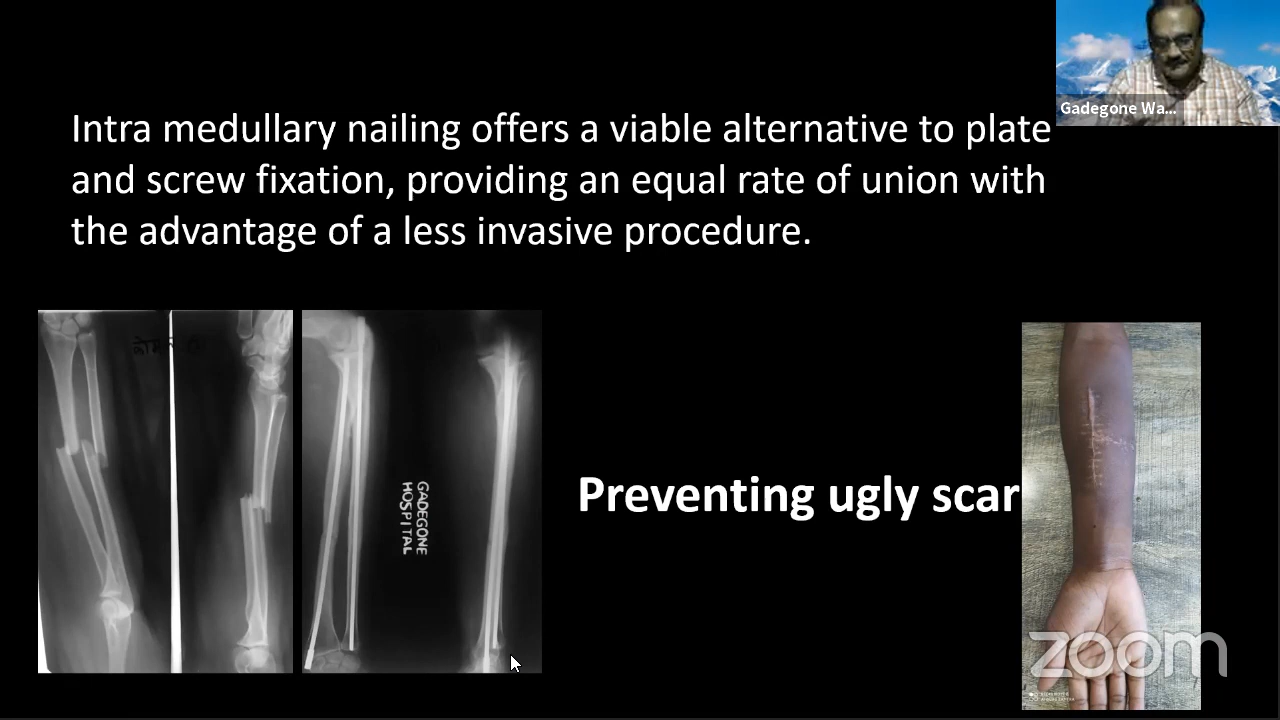 Gadegone Wa...
Intra medullary nailing offers a viable alternative to plate
and screw fixation, providing an equal rate of union with
the advantage of a less invasive procedure.
GADEGONE
HOSPITAL
Preventing ugly scar
zoom